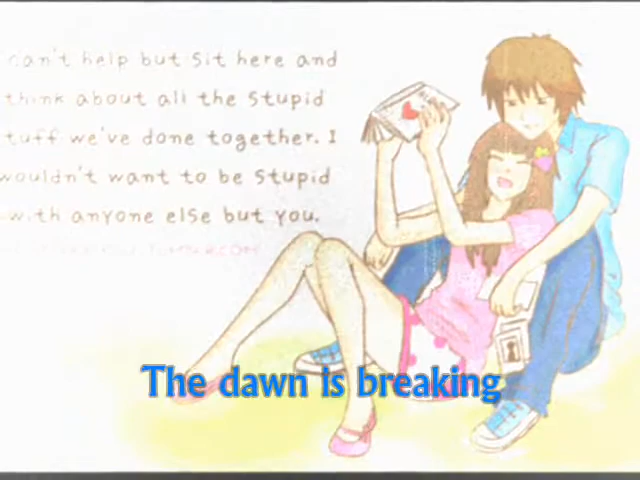 can't help but sit here and
think about all the stupid
tuff we've done together. I
wouldn't want to be stupid
with anyone else but you.
The dawn is breaking